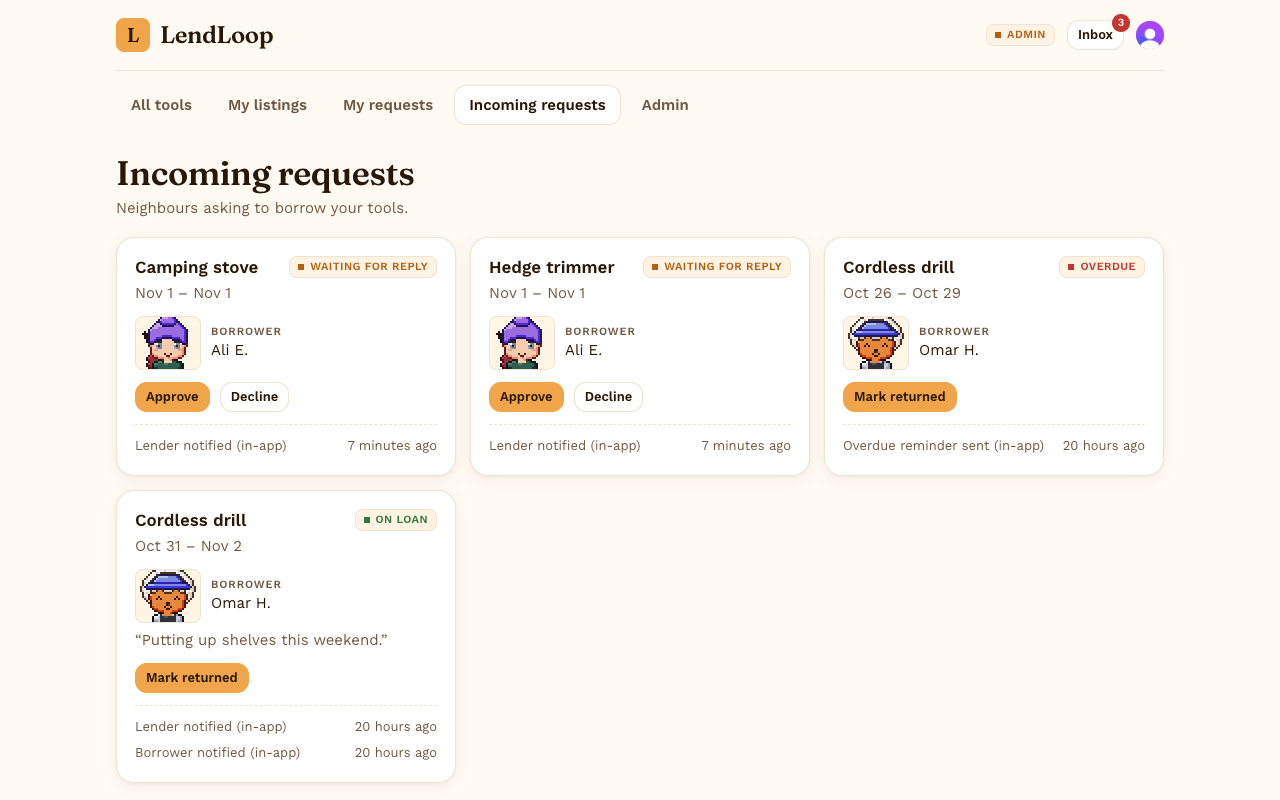 L LendLoop
ADMIN
Inbox
3
All tools
My listings
My requests
Incoming requests
Admin
Incoming requests
Neighbours asking to borrow your tools.
Camping stove
WAITING FOR REPLY
Nov 1 – Nov 1
BORROWER
Ali E.
Approve
Decline
Lender notified (in-app)
7 minutes ago
Hedge trimmer
WAITING FOR REPLY
Nov 1 – Nov 1
BORROWER
Ali E.
Approve
Decline
Lender notified (in-app)
7 minutes ago
Cordless drill
OVERDUE
Oct 26 – Oct 29
BORROWER
Omar H.
Mark returned
Overdue reminder sent (in-app)
20 hours ago
Cordless drill
ON LOAN
Oct 31 – Nov 2
BORROWER
Omar H.
“Putting up shelves this weekend.”
Mark returned
Lender notified (in-app)
20 hours ago
Borrower notified (in-app)
20 hours ago